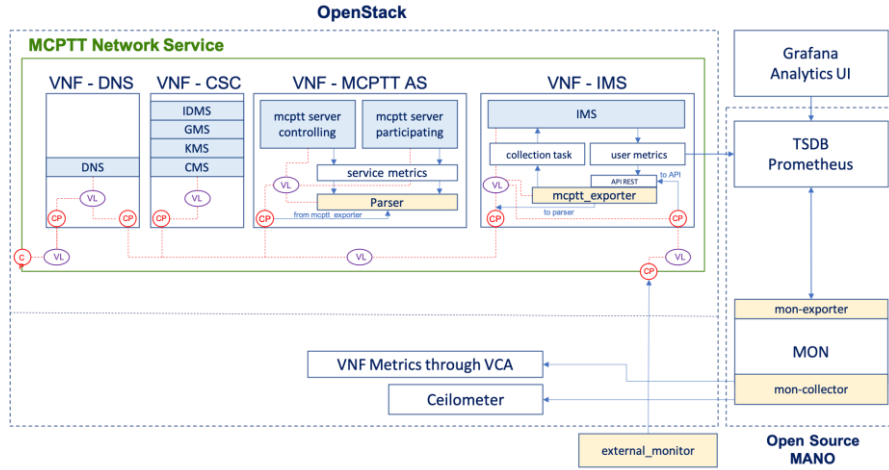 OpenStack
MCPTT Network Service
VNF - DNS
VNF - CSC
VNF - MCPTT AS
VNF - IMS
Grafana
Analytics UI
IDMS
GMS
KMS
CMS
DNS
mcptt server
controlling
mcptt server
participating
IMS
collection task
user metrics
service metrics
API REST
to API
Parser
mcptt_exporter
from mcptt_exporter
to parser
TSDB
Prometheus
VL
VL
VL
VL
CP
CP
CP
CP
CP
CP
C
P
VL
VL
VL
CP
mon-exporter
MON
mon-collector
VNF Metrics through VCA
Ceilometer
external_monitor
Open Source
MANO